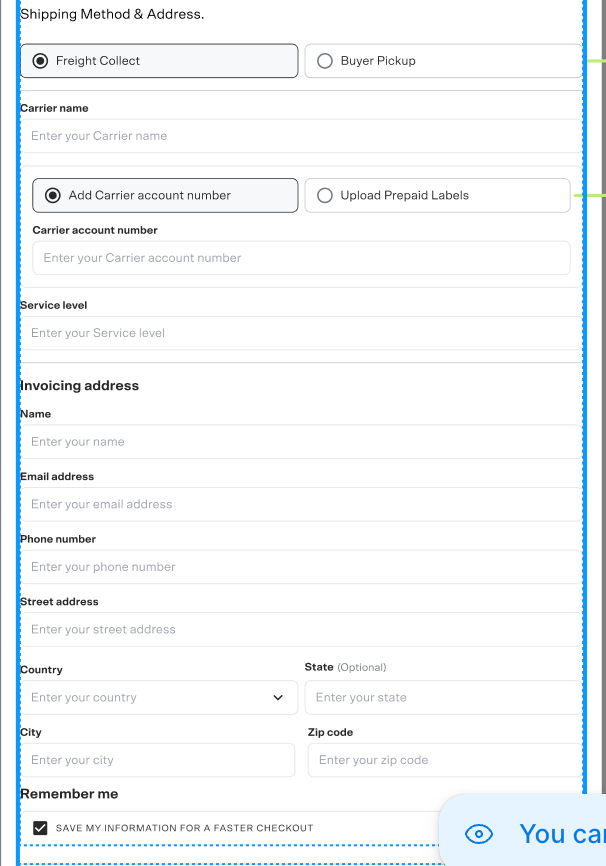 Shipping Method & Address.
Freight Collect
Buyer Pickup
Carrier name
Enter your Carrier name
Add Carrier account number
Upload Prepaid Labels
Carrier account number
Enter your Carrier account number
Service level
Enter your Service level
Invoicing address
Name
Enter your name
Email address
Enter your email address
Phone number
Enter your phone number
Street address
Enter your street address
Country
State (Optional)
Enter your country
Enter your state
City
Zip code
Enter your city
Enter your zip code
Remember me
SAVE MY INFORMATION FOR A FASTER CHECKOUT
You